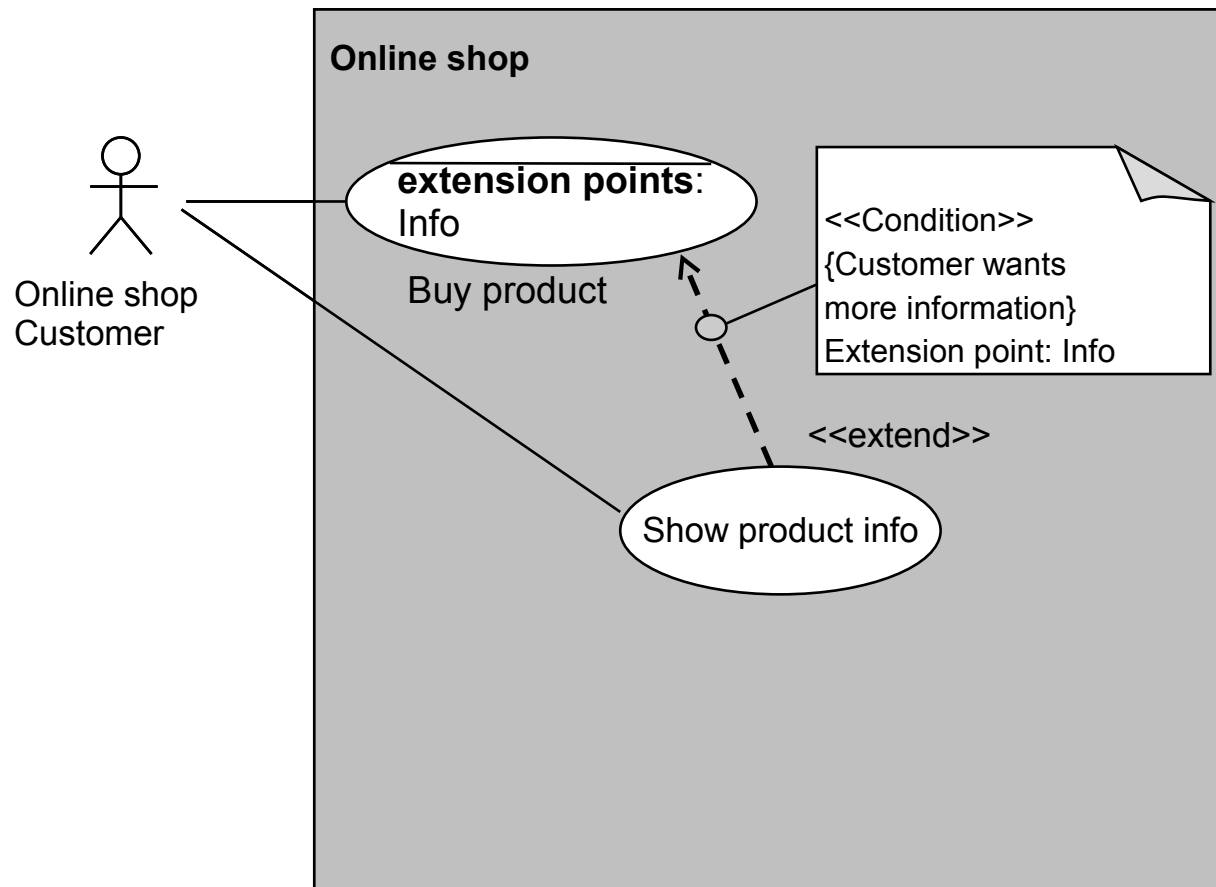 Online shop
extension points:
Info
Buy product
Online shop
Customer
<<Condition>>
{Customer wants
more information}
Extension point: Info
<<extend>>
Show product info